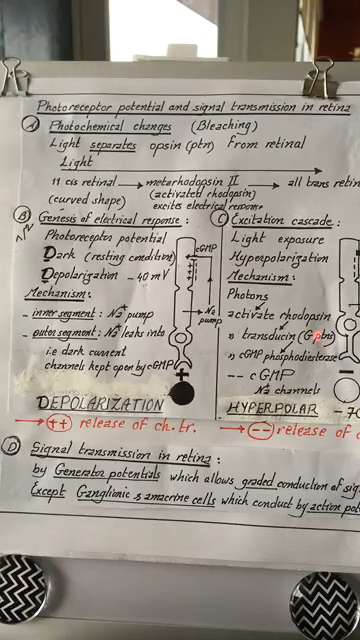 Photoreceptor potential and signal transmission in retina
A Photochemical changes (Bleaching)
Light separates opsin (ptn) from retinal
Light
11 cis retinal → metarhodopsin II → all trans
(curved shape) (activated rhodopsin)
excites electrical response
B Genesis of electrical response :
Photoreceptor potential
Dark (resting condition)
Depolarization - 40 mV
Mechanism :
- inner segment : Na+ pump
- outer segment : Na+ leaks into
i.e dark current
channels kept open by cGMP
cGMP
Na+ pump
+
DEPOLARIZATION
→ ++ release of ch.tr.
C Excitation cascade :
Light exposure
Hyperpolarization
Mechanism :
Photons
activate rhodopsin
" transducin (G ptn)
" cGMP phosphodiesterase
-- cGMP
Na+ channels
-
HYPERPOLAR -70
→ -- release of
D Signal transmission in retina :
by Generator potentials which allows graded conduction of
Except Ganglionic & amacrine cells which conduct by action